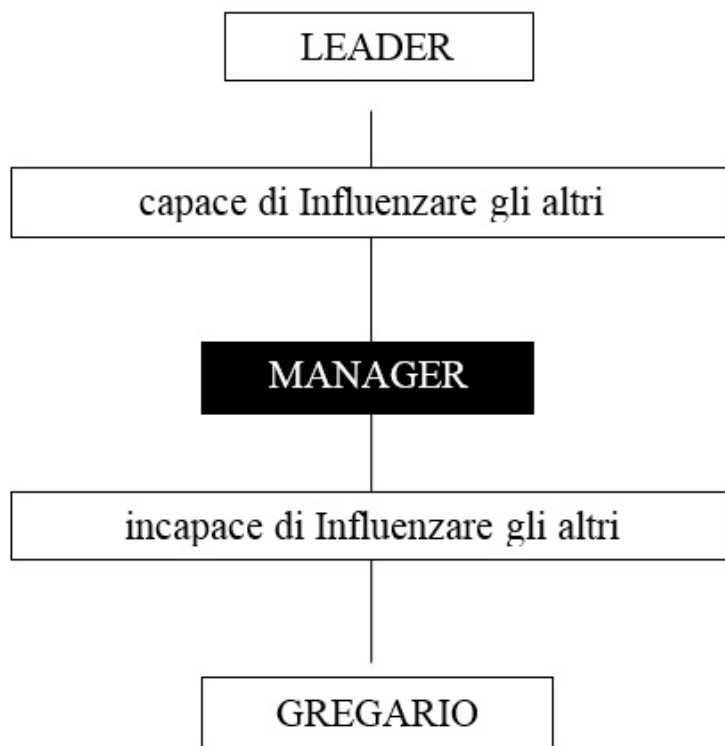 LEADER
capace di Influenzare gli altri
MANAGER
incapace di Influenzare gli altri
GREGARIO